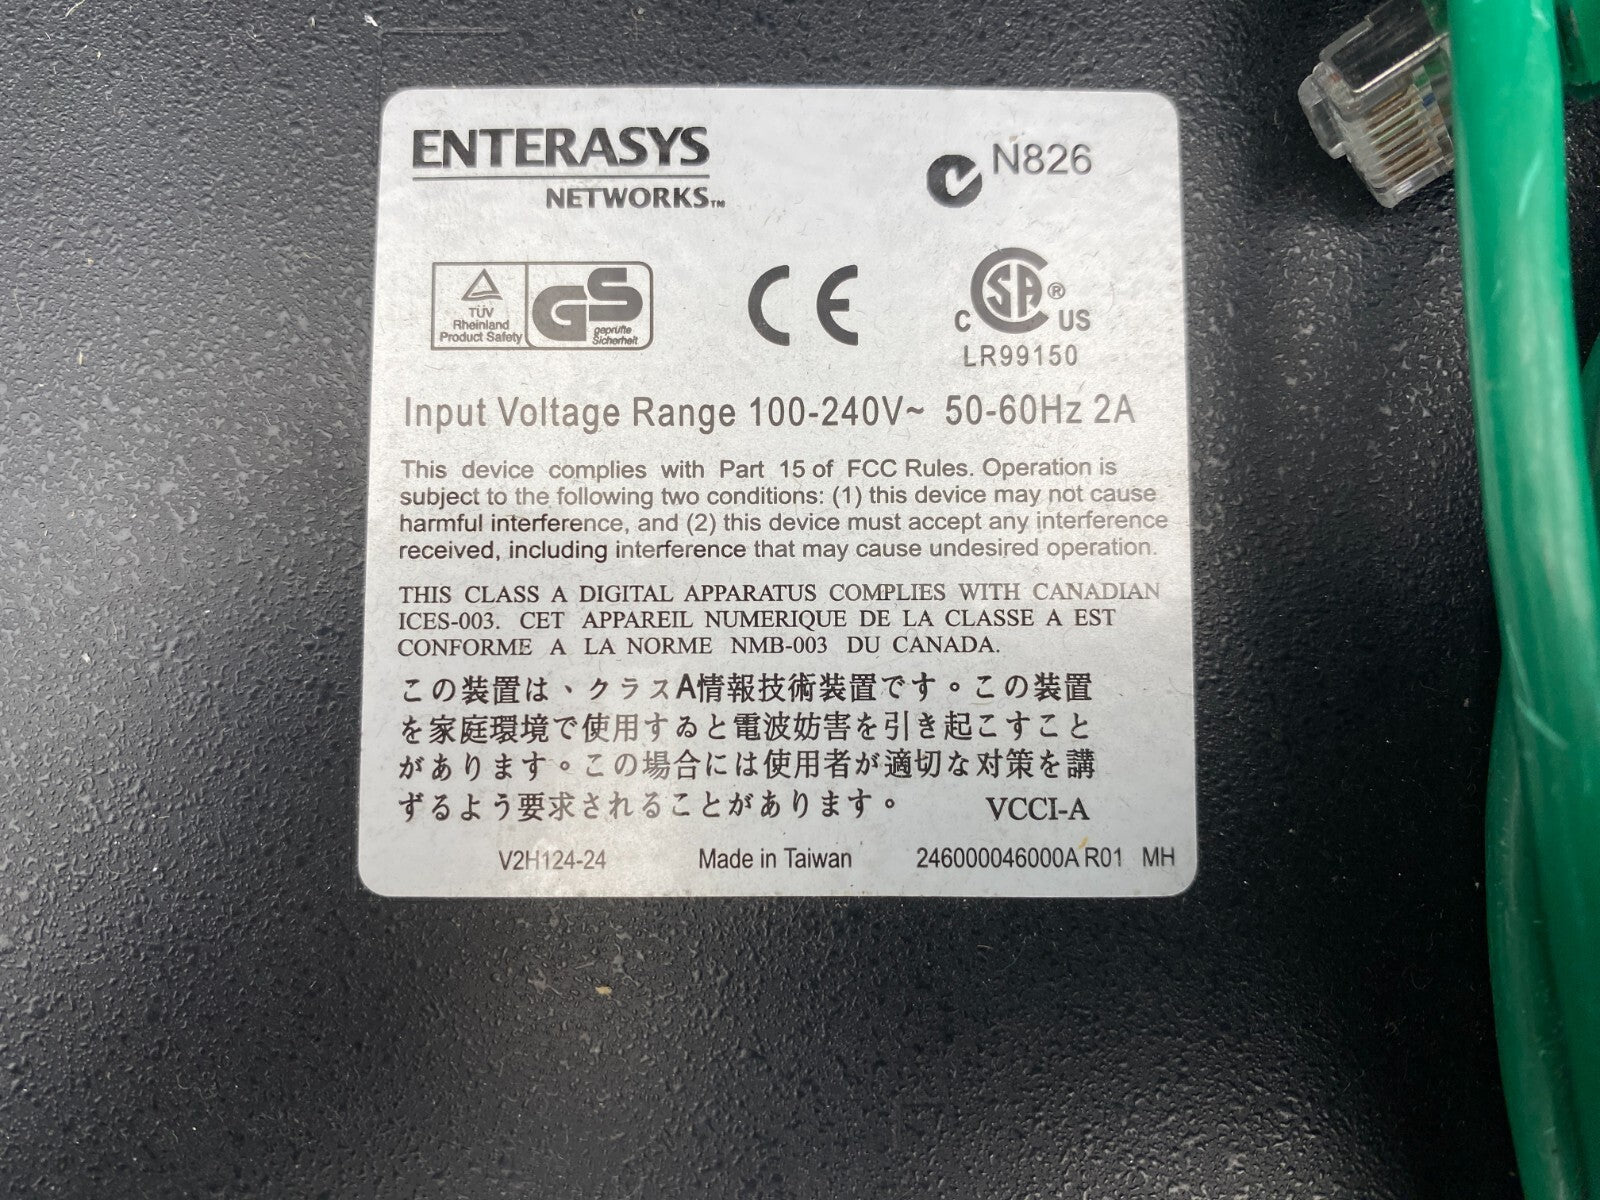 ENTERASYS
NETWORKS™
N826
TÜV
Rheinland
Product Safety
GS
geprüfte
Sicherheit
CE
CSA®
C US
LR99150
Input Voltage Range 100-240V~ 50-60Hz 2A
This device complies with Part 15 of FCC Rules. Operation is
subject to the following two conditions: (1) this device may not cause
harmful interference, and (2) this device must accept any interference
received, including interference that may cause undesired operation.
THIS CLASS A DIGITAL APPARATUS COMPLIES WITH CANADIAN
ICES-003. CET APPAREIL NUMERIQUE DE LA CLASSE A EST
CONFORME A LA NORME NMB-003 DU CANADA.
この装置は、クラスA情報技術装置です。この装置
を家庭環境で使用すゐと電波妨害を引き起こすこと
があります。この場合には使用者が適切な対策を講
ずるよう要求されることがあります。 VCCI-A
V2H124-24 Made in Taiwan 246000046000A R01 MH